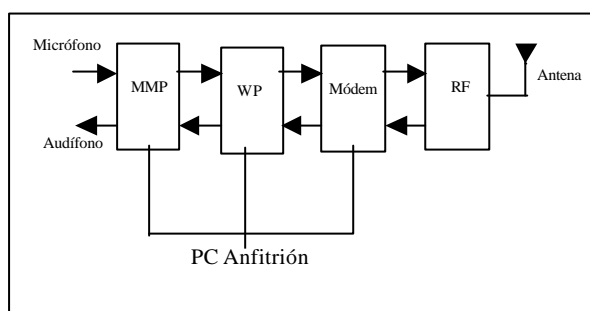 Micrófono
MMP
WP
Módem
RF
Antena
Audífono
PC Anfitrión